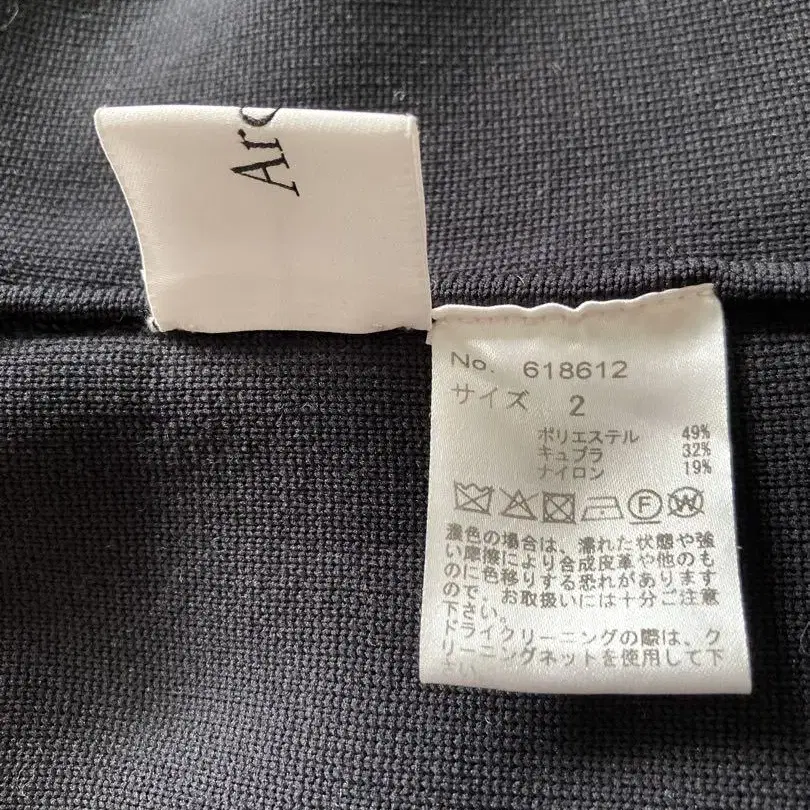 Arc
No. 618612
サイズ 2
ポリエステル 49%
キュプラ 32%
ナイロン 19%
F W
濃色の場合は、濡れた状態や強
い摩擦により合成皮革や他のも
のに色移りする恐れがあります
ので、お取扱いには十分ご注意
下さい。
ドライクリーニングの際は、ク
リーニングネットを使用して下
さい。